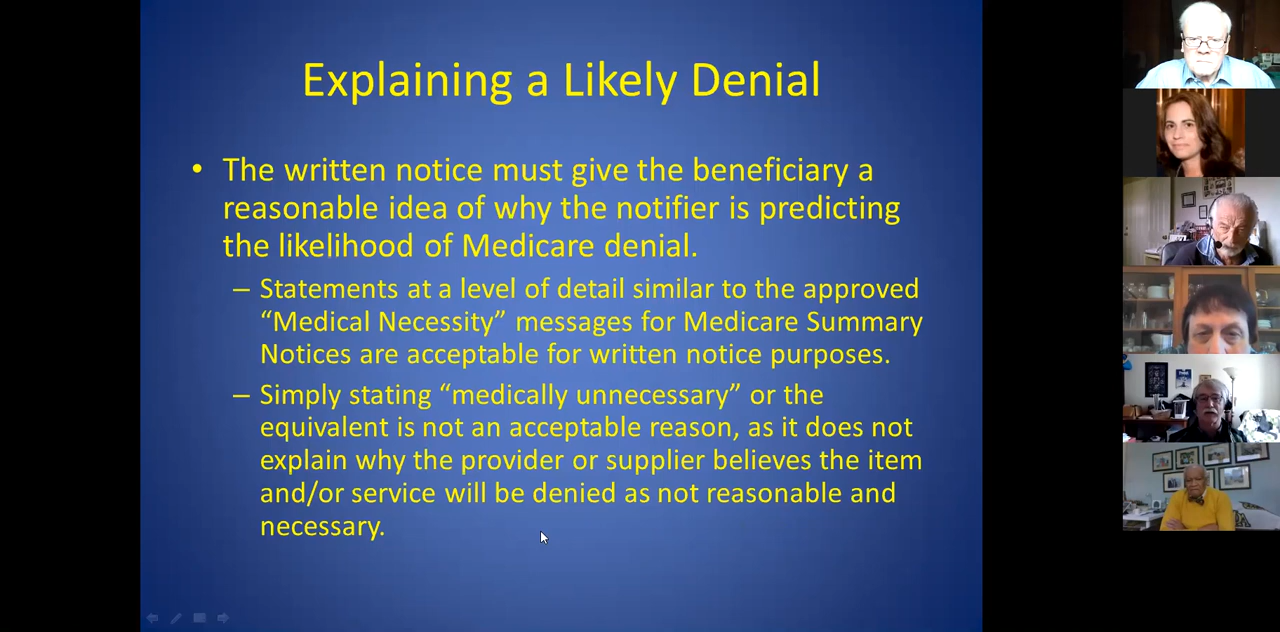 Explaining a Likely Denial
• The written notice must give the beneficiary a
reasonable idea of why the notifier is predicting
the likelihood of Medicare denial.
– Statements at a level of detail similar to the approved
“Medical Necessity” messages for Medicare Summary
Notices are acceptable for written notice purposes.
– Simply stating “medically unnecessary” or the
equivalent is not an acceptable reason, as it does not
explain why the provider or supplier believes the item
and/or service will be denied as not reasonable and
necessary.